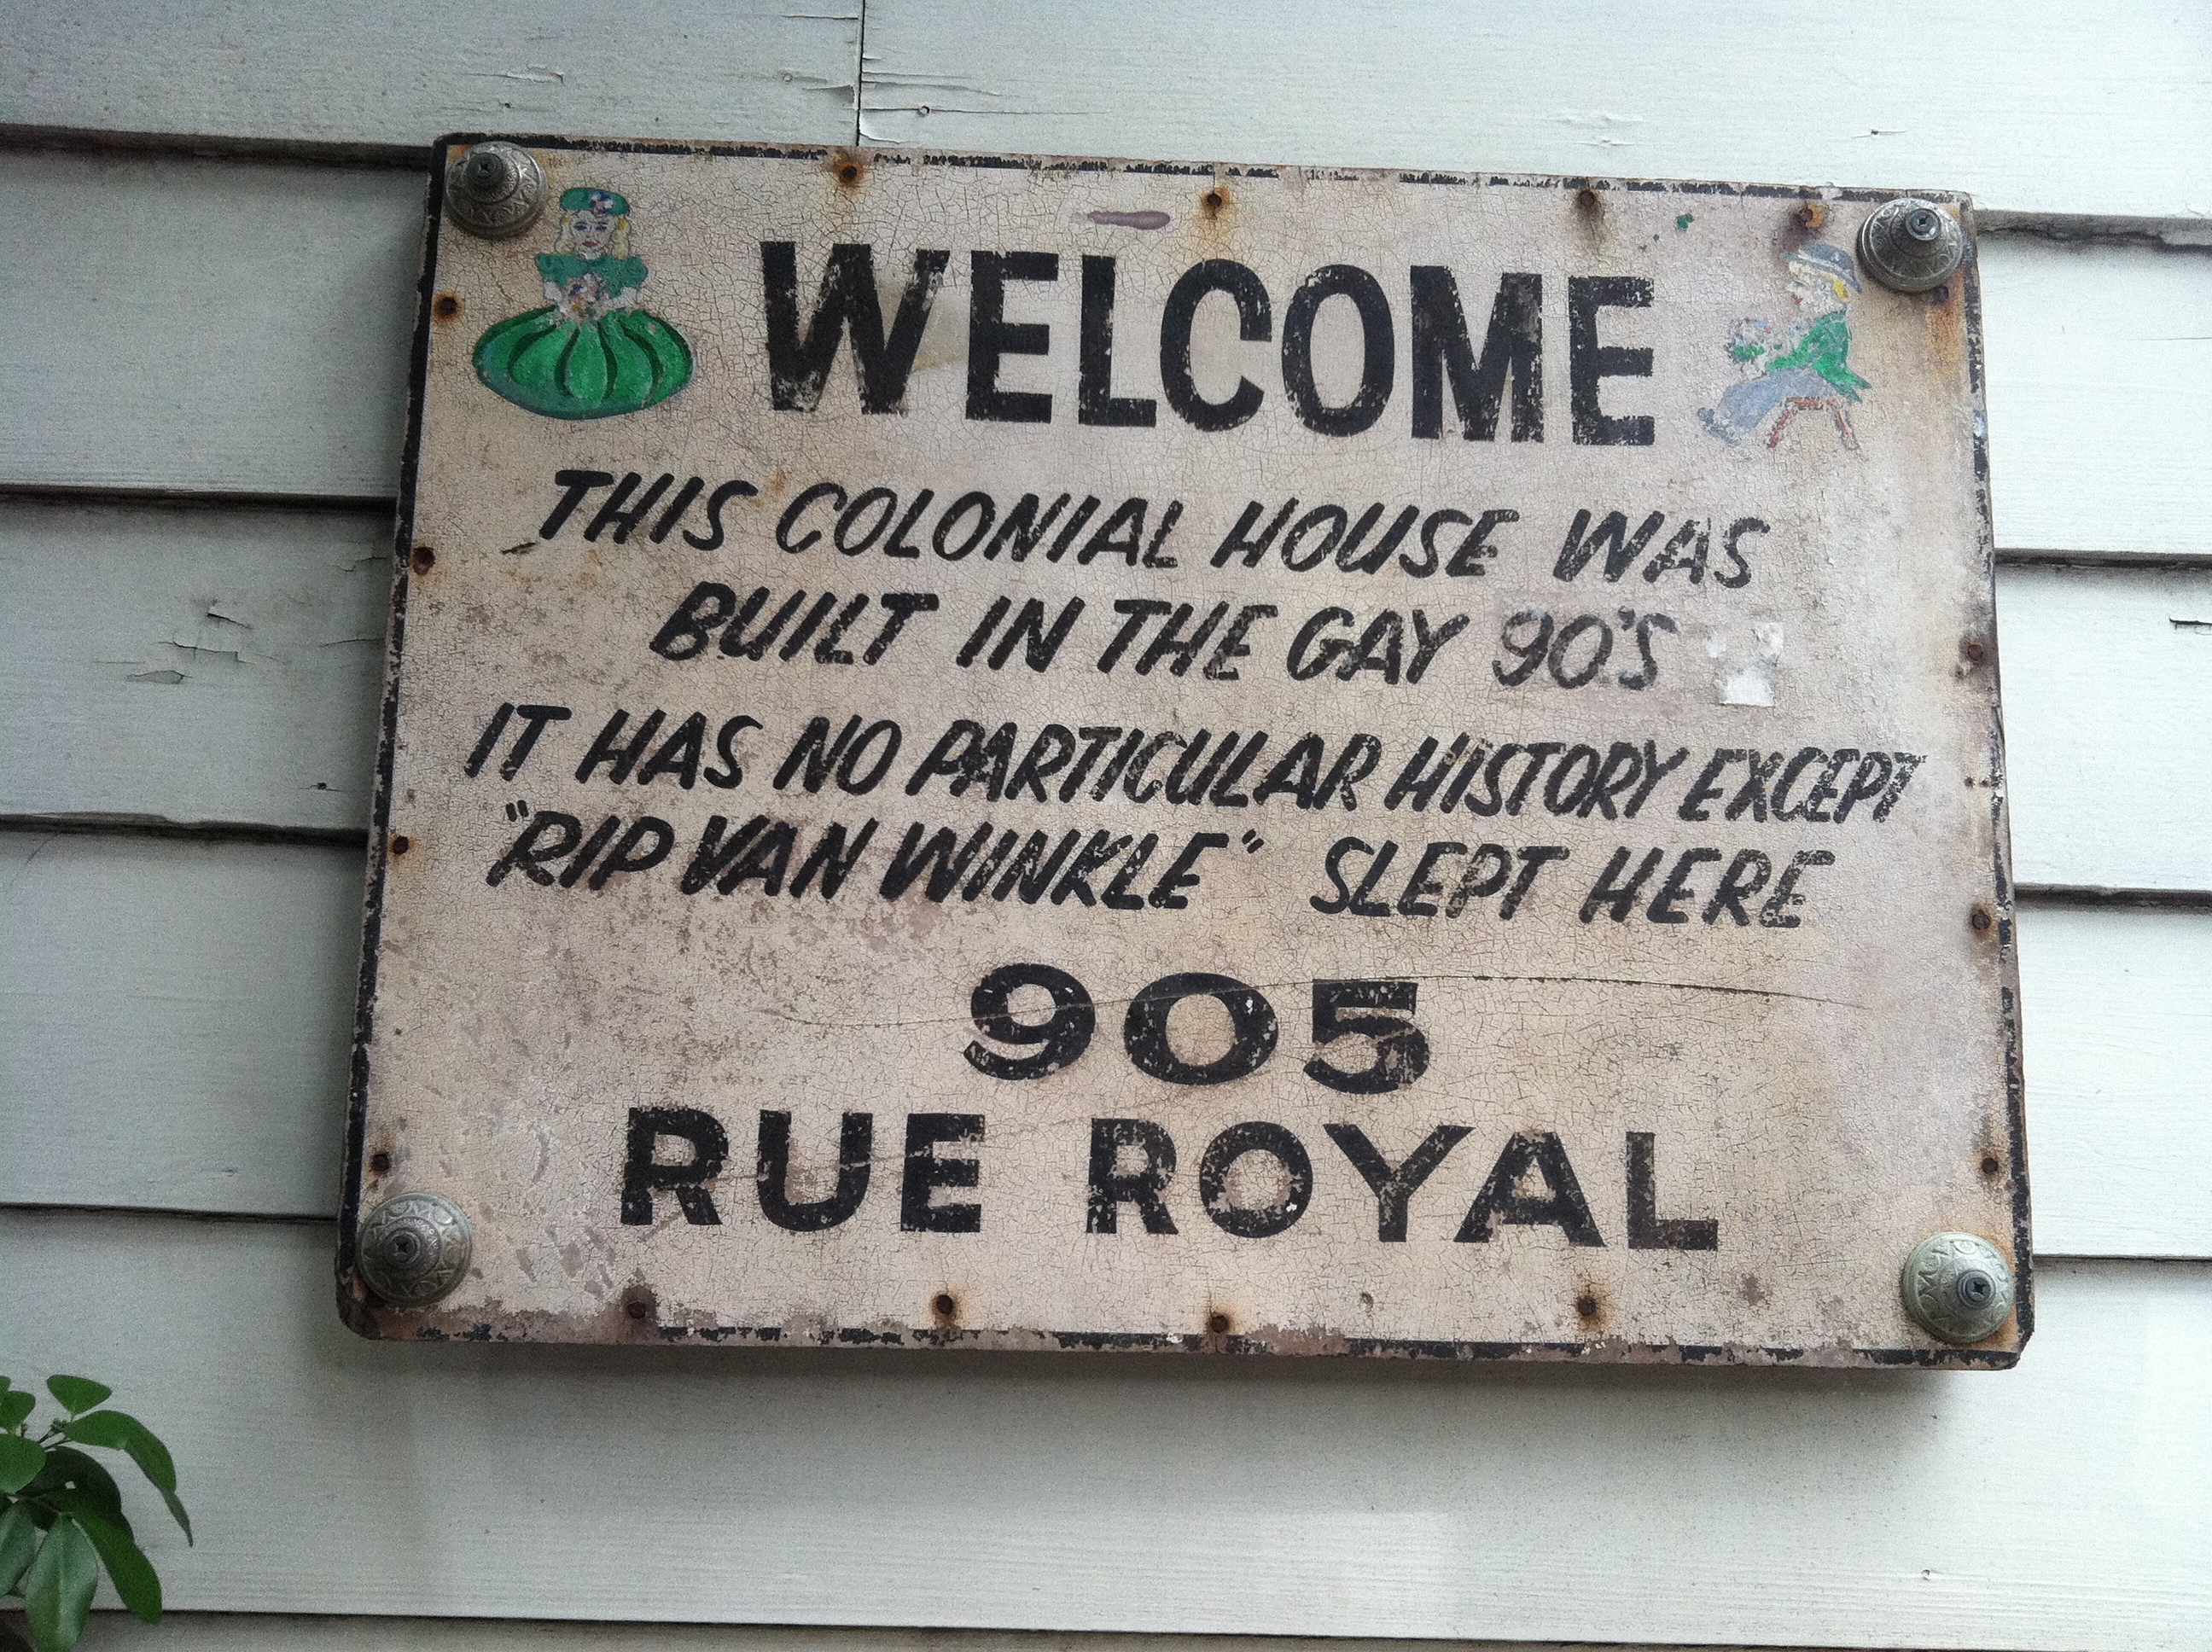 WELCOME
THIS COLONIAL HOUSE WAS
BUILT IN THE GAY 90'S
IT HAS NO PARTICULAR HISTORY EXCEPT
"RIP VAN WINKLE" SLEPT HERE
905
RUE ROYAL